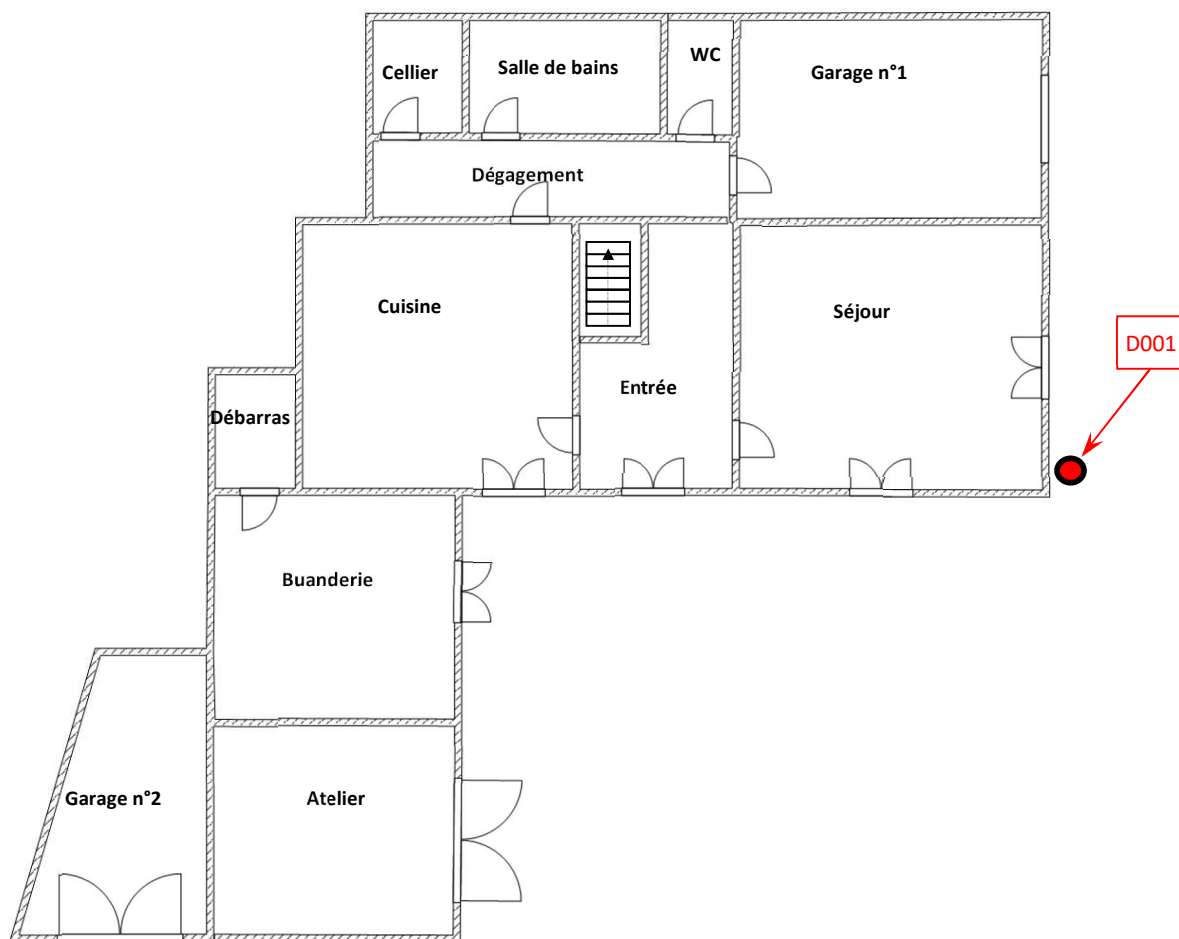 Cellier
Salle de bains
WC
Garage n°1
Dégagement
Cuisine
Séjour
D001
Entrée
Débarras
Buanderie
Garage n°2
Atelier